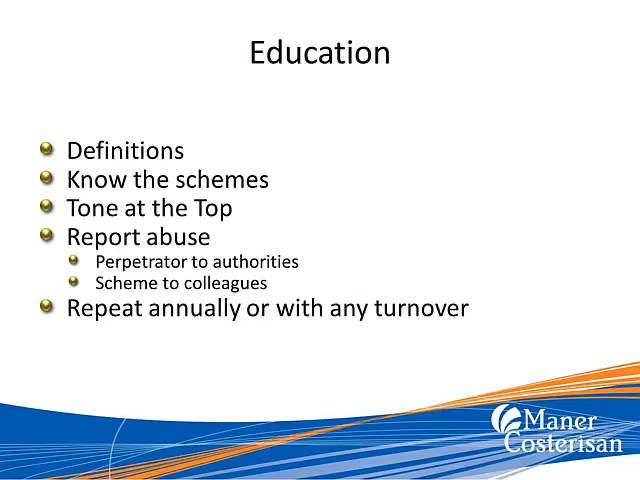 Education
Definitions
Know the schemes
Tone at the Top
Report abuse
Perpetrator to authorities
Scheme to colleagues
Repeat annually or with any turnover
Maner
Costerisan